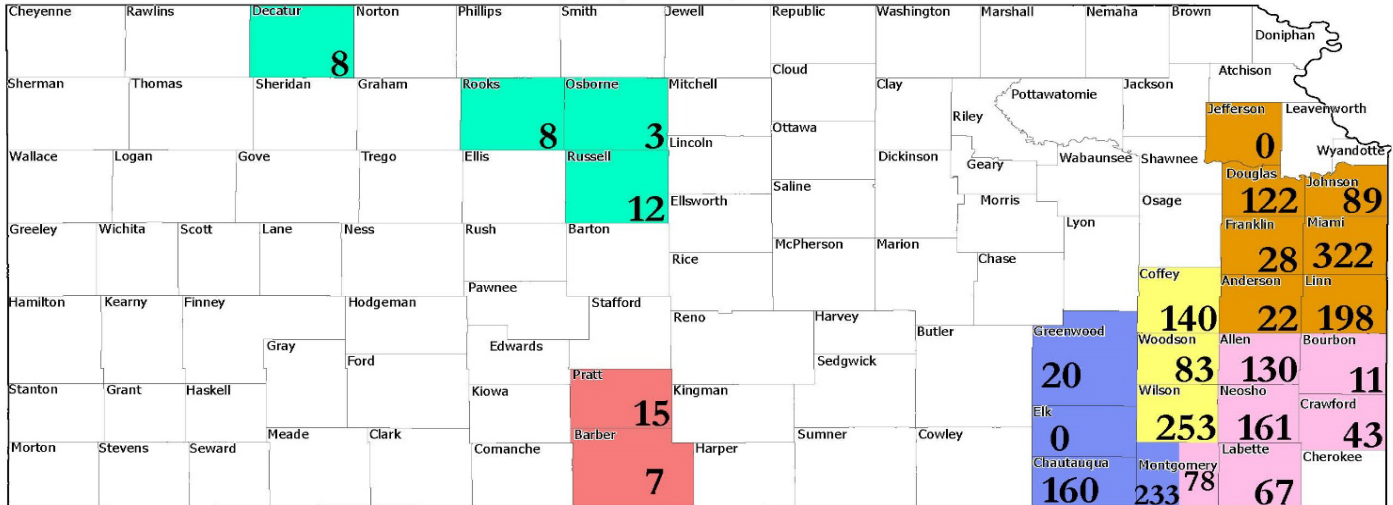 Cheyenne Rawlins Decatur Norton Phillips Smith Jewell Republic Washington Marshall Nemaha Brown
Doniphan
8
Cloud Atchison
Sherman Thomas Sheridan Graham Rooks Osborne Mitchell Clay Jackson
Pottawatomie
Jefferson Leavenworth
Riley
Ottawa
8 3 Lincoln 0
Wyandotte
Wallace Logan Gove Trego Ellis Russell Dickinson Wabaunsee Shawnee
Geary
Douglas Johnson
Saline
12 Ellsworth Morris Osage 122 89
Greeley Wichita Scott Lane Ness Rush Barton Lyon Franklin Miami
McPherson Marion
Rice Chase 28 322
Coffey
Pawnee Anderson Linn
Hamilton Kearny Finney Hodgeman Stafford
Reno Harvey 140 22 198
Butler Greenwood
Gray Edwards Woodson Allen Bourbon
Ford Sedgwick
20 83 130 11
Pratt
Stanton Grant Haskell Kiowa Kingman Wilson Neosho
Crawford
15 Elk 253 161 43
Meade Clark Barber Sumner Cowley 0
Morton Stevens Seward Comanche Harper Labette Cherokee
Chautauqua Montgomery
7 160 233 78 67